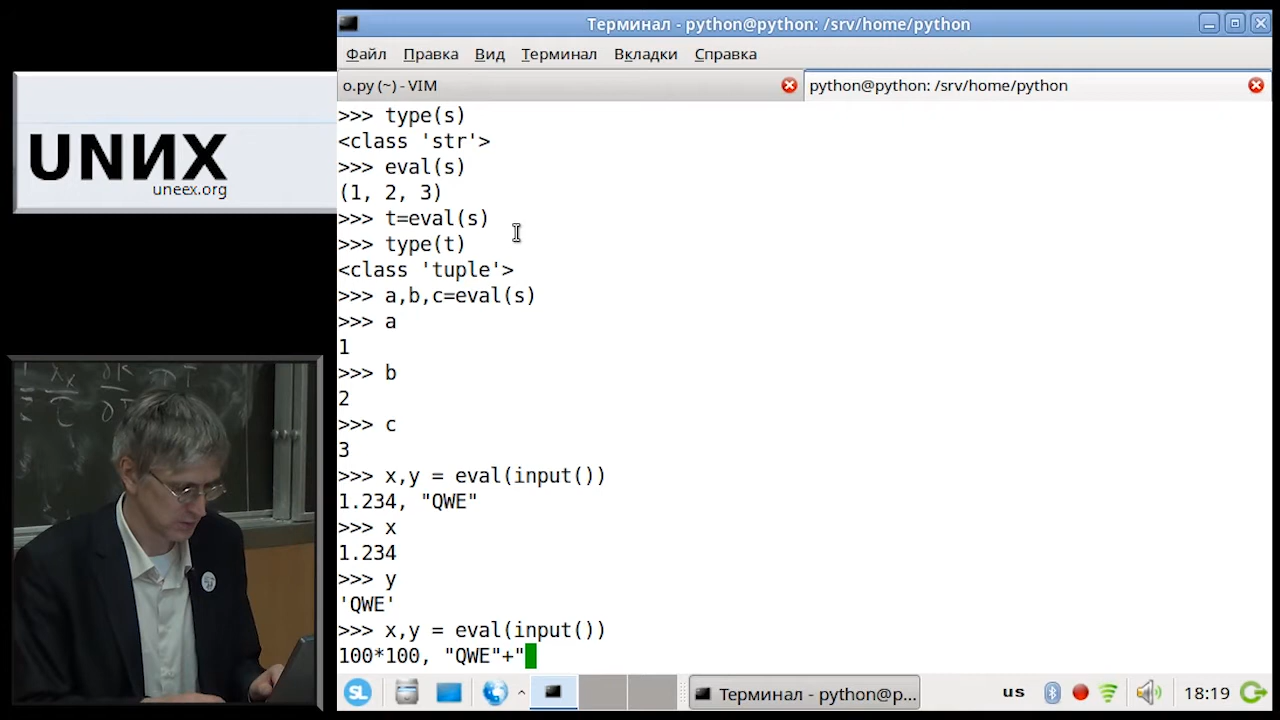 Терминал - python@python: /srv/home/python
Файл Правка Вид Терминал Вкладки Справка
o.py (~) - VIM
python@python: /srv/home/python
UNИX
uneex.org
>>> type(s)
<class 'str'>
>>> eval(s)
(1, 2, 3)
>>> t=eval(s)
>>> type(t)
<class 'tuple'>
>>> a,b,c=eval(s)
>>> a
1
>>> b
2
>>> c
3
>>> x,y = eval(input())
1.234, "QWE"
>>> x
1.234
>>> y
'QWE'
>>> x,y = eval(input())
100*100, "QWE"+"
SL
Терминал - python@p...
us
18:19